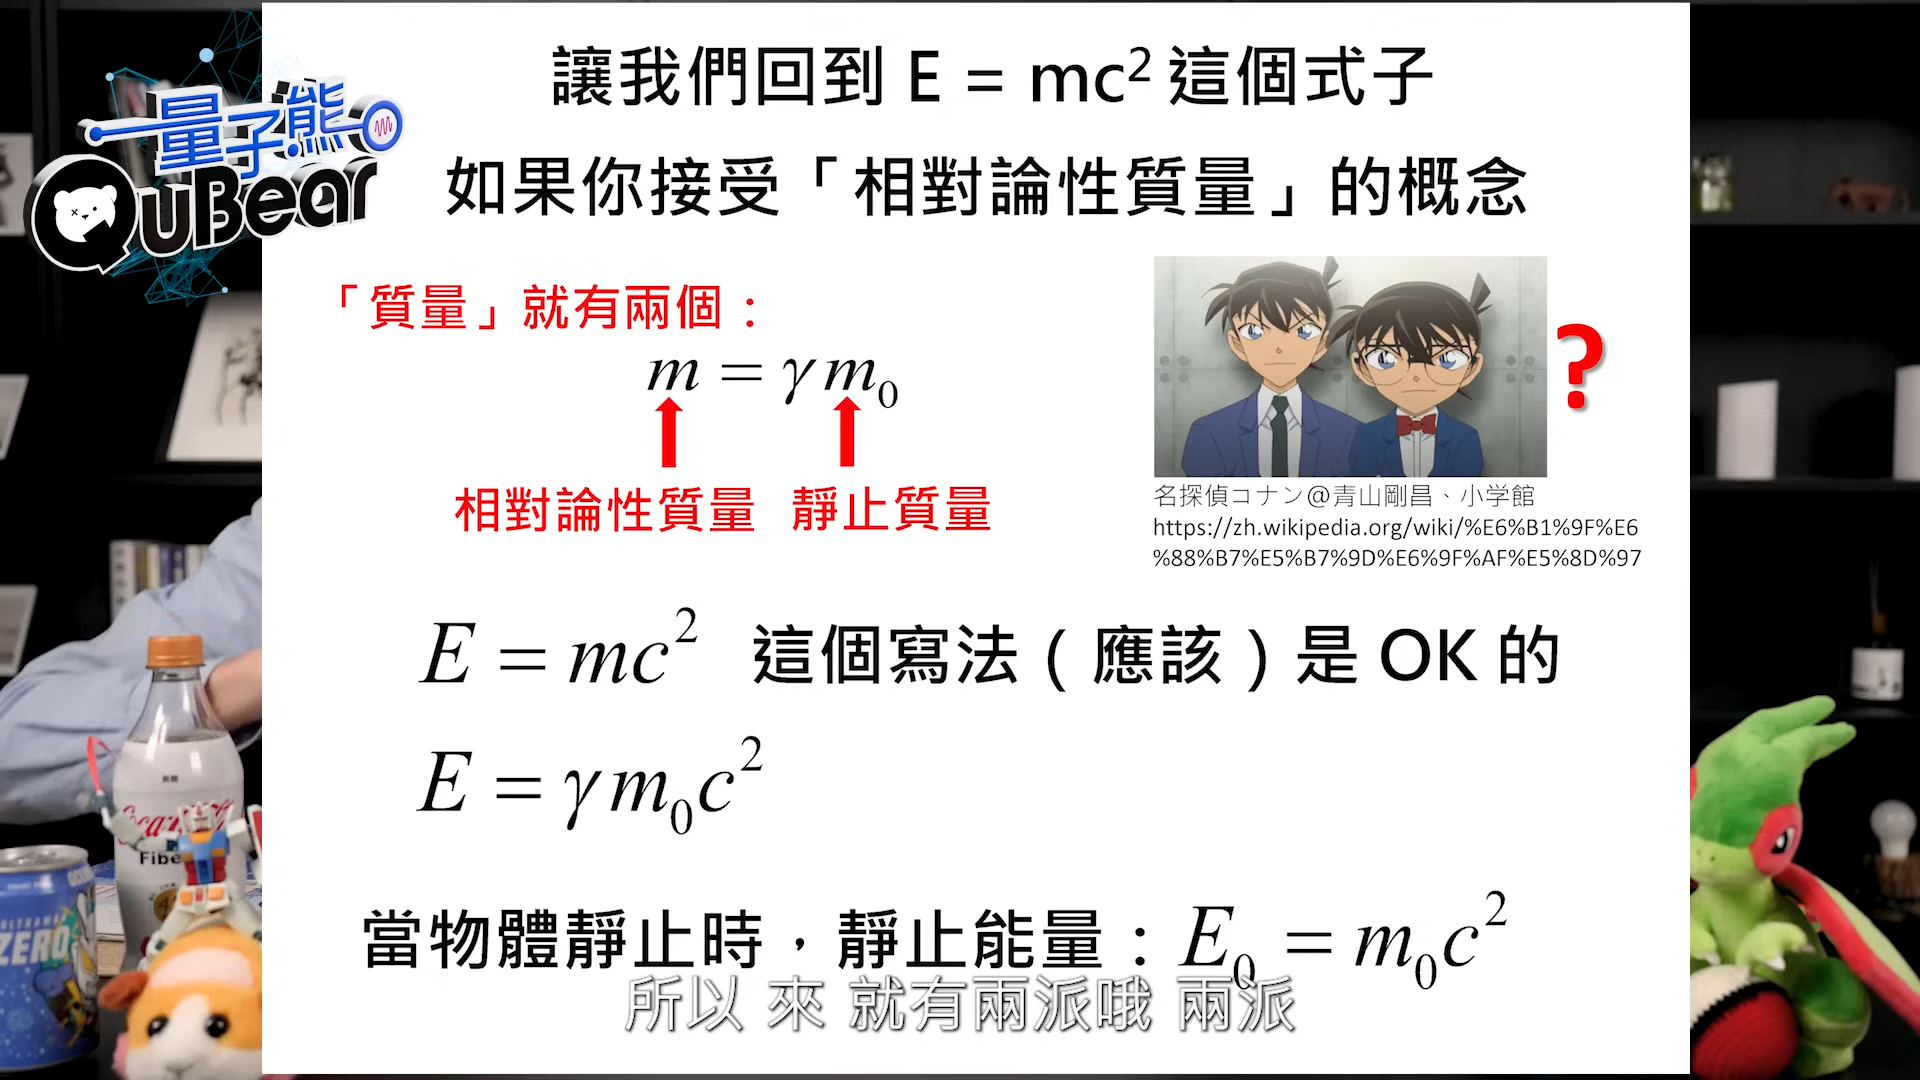 量子熊
QuBear
讓我們回到 E = mc² 這個式子
如果你接受「相對論性質量」的概念
「質量」就有兩個：
m = γ m₀
相對論性質量 靜止質量
?
名探偵コナン@青山剛昌、小学館
https://zh.wikipedia.org/wiki/%E6%B1%9F%E6
%88%B7%E5%B7%9D%E6%9F%AF%E5%8D%97
E = mc² 這個寫法（應該）是 OK 的
E = γ m₀c²
當物體靜止時，靜止能量：E₀ = m₀c²
所以 來 就有兩派哦 兩派
Fibe
ZERO